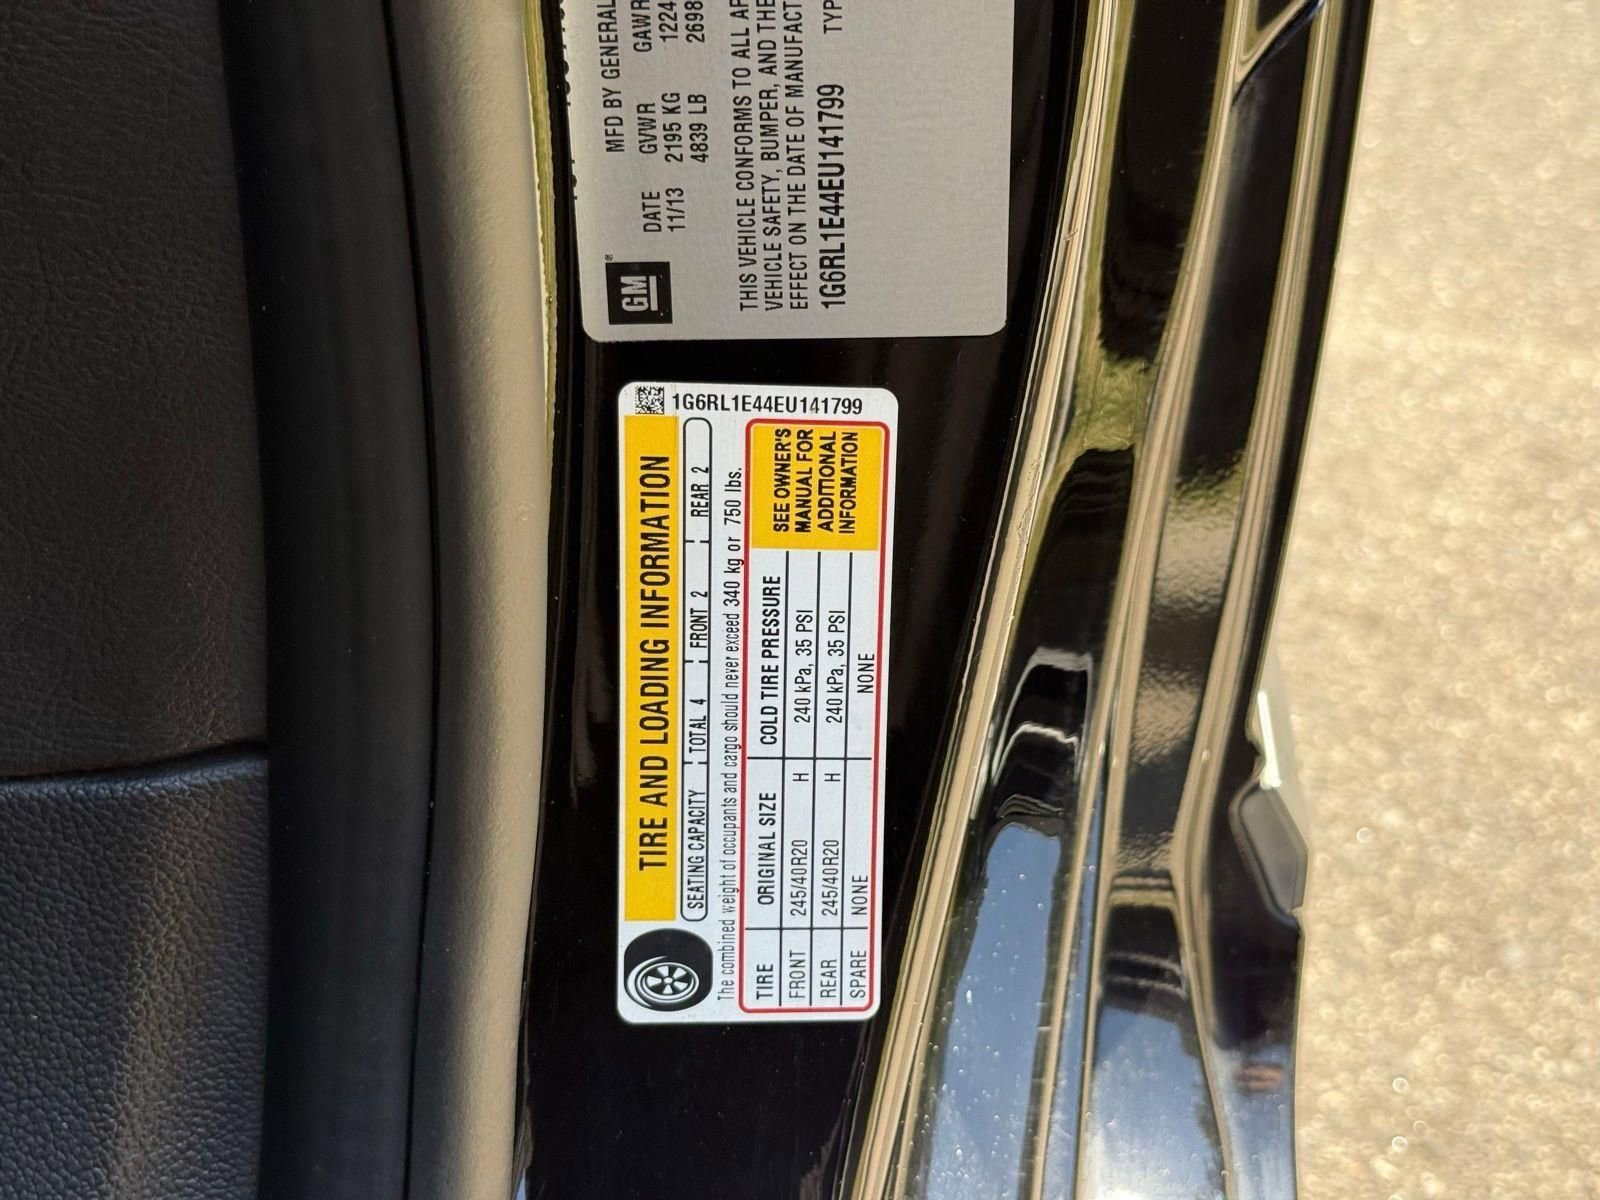 MFD BY GENERAL
DATE GVWR GAWR
11/13 2195 KG 1224
4839 LB 2698
GM®
THIS VEHICLE CONFORMS TO ALL AP
VEHICLE SAFETY, BUMPER, AND THE
EFFECT ON THE DATE OF MANUFACT
1G6RL1E44EU141799 TYP
1G6RL1E44EU141799
TIRE AND LOADING INFORMATION
SEATING CAPACITY TOTAL 4 FRONT 2 REAR 2
The combined weight of occupants and cargo should never exceed 340 kg or 750 lbs.
TIRE ORIGINAL SIZE COLD TIRE PRESSURE
FRONT 245/40R20 H 240 kPa, 35 PSI
REAR 245/40R20 H 240 kPa, 35 PSI
SPARE NONE NONE
SEE OWNER'S
MANUAL FOR
ADDITIONAL
INFORMATION